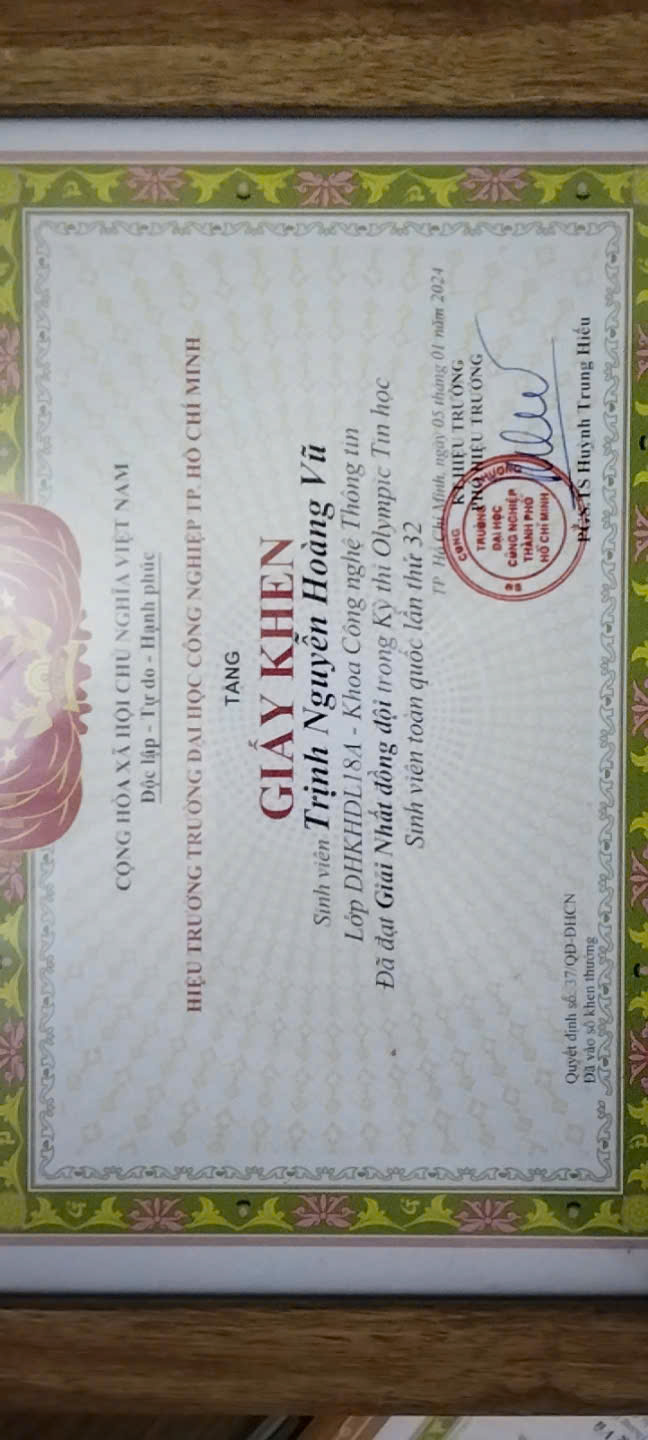 CỘNG HÒA XÃ HỘI CHỦ NGHĨA VIỆT NAM
Độc lập - Tự do - Hạnh phúc
HIỆU TRƯỞNG TRƯỜNG ĐẠI HỌC CÔNG NGHIỆP TP. HỒ CHÍ MINH
TẶNG
GIẤY KHEN
Sinh viên Trịnh Nguyễn Hoàng Vũ
Lớp DHKHDL18A - Khoa Công nghệ Thông tin
Đã đạt Giải Nhất đồng đội trong Kỳ thi Olympic Tin học
Sinh viên toàn quốc lần thứ 32
TP. Hồ Chí Minh, ngày 05 tháng 01 năm 2024
KT.HIỆU TRƯỞNG
PHÓ HIỆU TRƯỞNG
TRƯỜNG
ĐẠI HỌC
CÔNG NGHIỆP
THÀNH PHỐ
HỒ CHÍ MINH
PGS.TS Huỳnh Trung Hiếu
Quyết định số: 37/QĐ-ĐHCN
Đã vào sổ khen thưởng